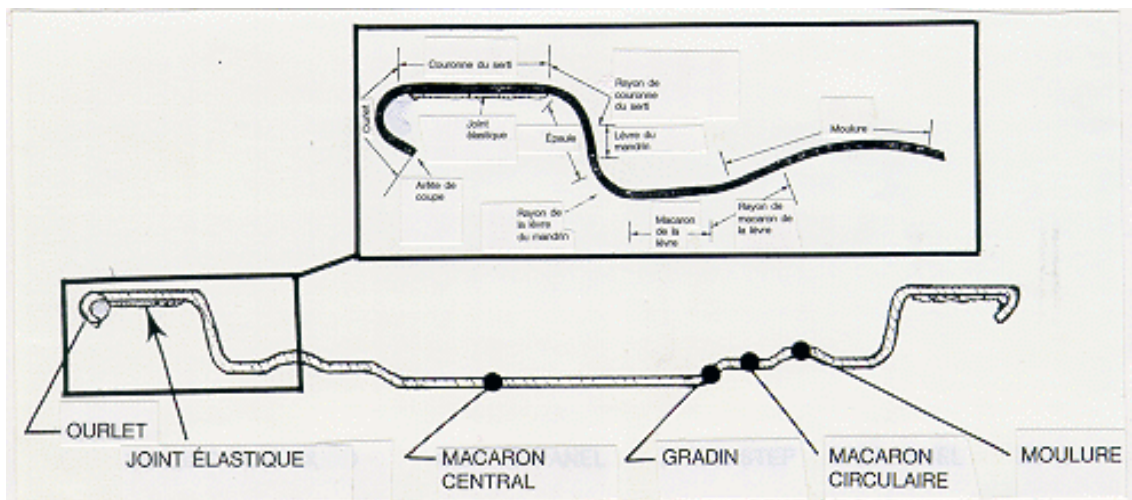 Couronne du serti
Rayon de
couronne
du serti
Ourlet
Joint
élastique
Épaule
Lèvre du
mandrin
Moulure
Arête de
coupe
Rayon de
la lèvre
du mandrin
Macaron
de la
lèvre
Rayon de
macaron de
la lèvre
OURLET
JOINT ÉLASTIQUE
MACARON
CENTRAL
GRADIN
MACARON
CIRCULAIRE
MOULURE